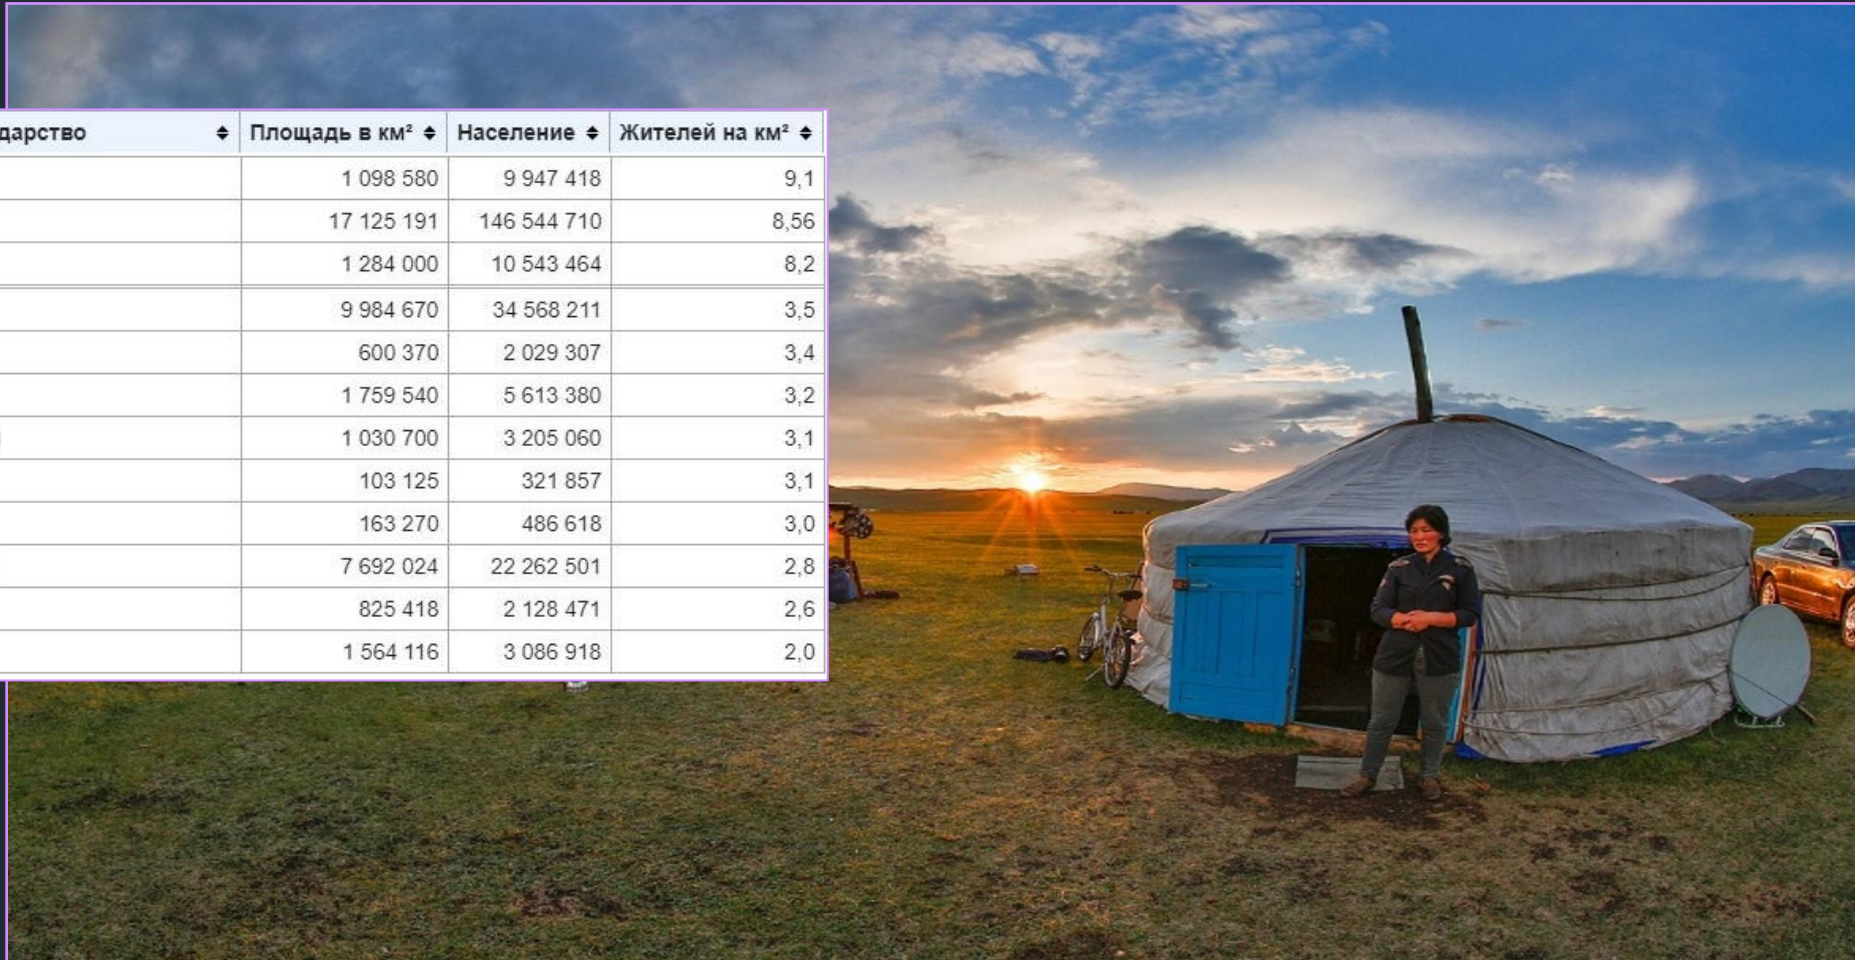 дарство Площадь в км² Население Жителей на км²
1 098 580 9 947 418 9,1
17 125 191 146 544 710 8,56
1 284 000 10 543 464 8,2
9 984 670 34 568 211 3,5
600 370 2 029 307 3,4
1 759 540 5 613 380 3,2
1 030 700 3 205 060 3,1
103 125 321 857 3,1
163 270 486 618 3,0
7 692 024 22 262 501 2,8
825 418 2 128 471 2,6
1 564 116 3 086 918 2,0